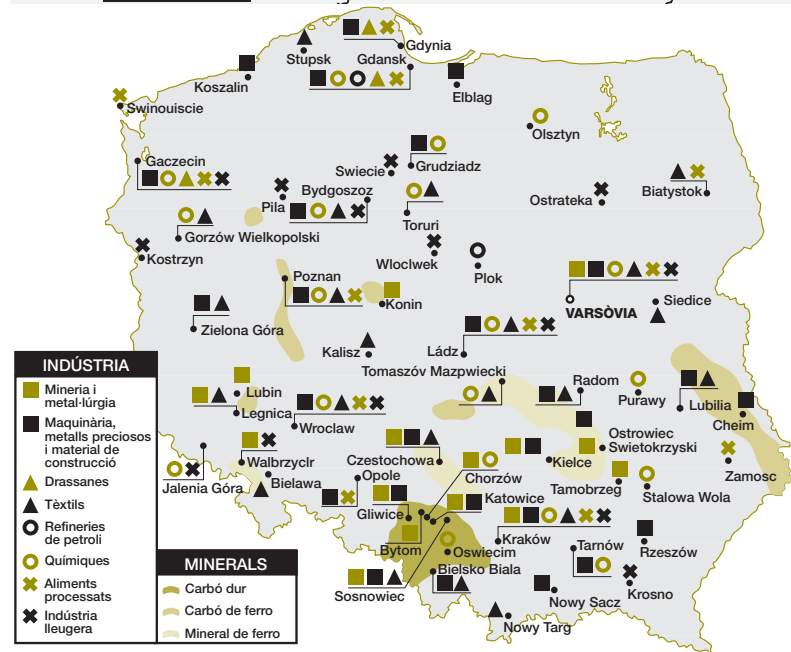 Gdynia
Stupsk
Gdansk
Koszalin
Elblag
Swinouiscie
Olsztyn
Gaczecin
Swiecie
Grudziadz
Bydgoszoz
Pila
Ostrateka
Biatystok
Toruri
Gorzów Wielkopolski
Kostrzyn
Wloclwek
Plok
Poznan
Konin
VARSÒVIA
Siedice
Zielona Góra
Kalisz
Ládz
Tomaszóv Mazpwiecki
Radom
Purawy
Lubilia
Cheim
Lubin
Legnica
Wroclaw
Ostrowiec
Swietokrzyski
Kielce
Zamosc
Walbrzyclr
Czestochowa
Chorzów
Jalenia Góra
Bielawa
Opole
Tamobrzeg
Stalowa Wola
Gliwice
Katowice
Kraków
Bytom
Oswiecim
Tarnów
Rzeszów
Bielsko Biala
Sosnowiec
Nowy Sacz
Krosno
Nowy Targ
INDÚSTRIA
Mineria i
metal·lúrgia
Maquinària,
metalls preciosos
i material de
construcció
Drassanes
Tèxtils
Refineries
de petroli
Químiques
Aliments
processats
Indústria
lleugera
MINERALS
Carbó dur
Carbó de ferro
Mineral de ferro